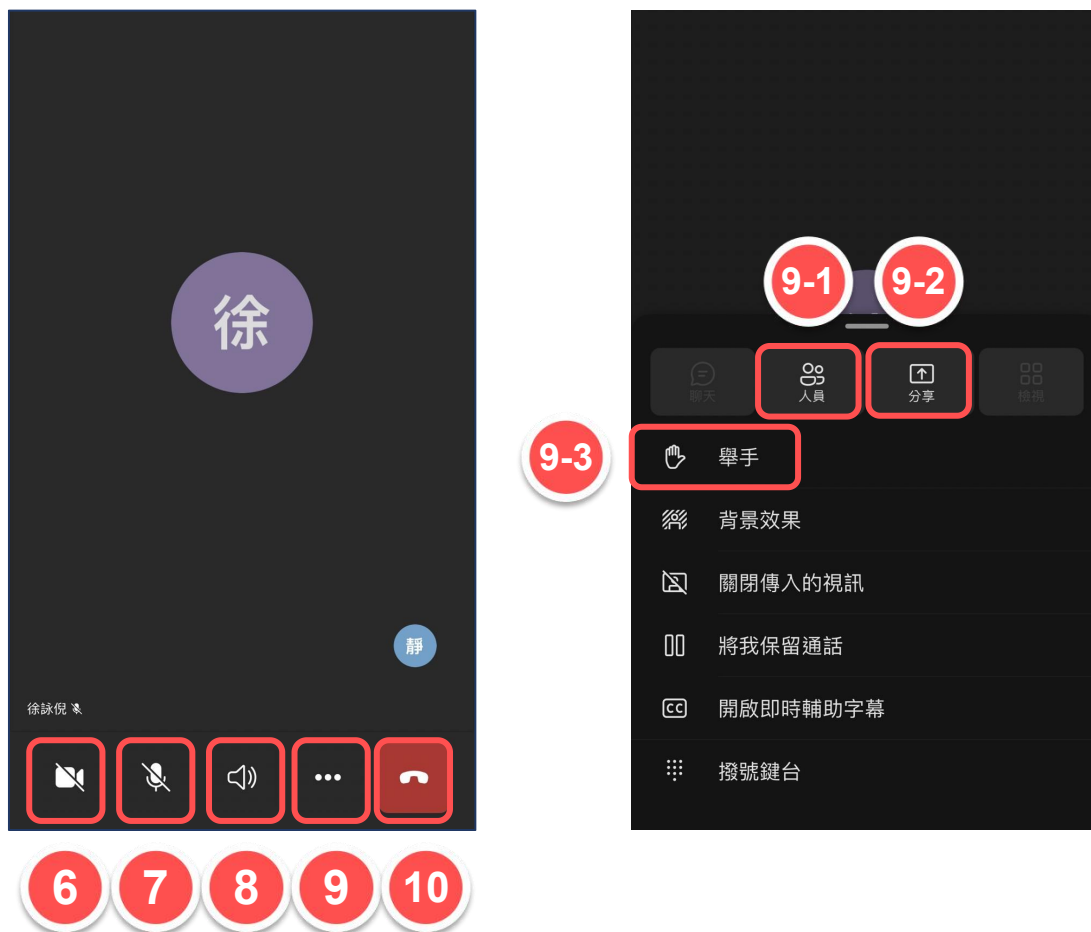 徐
靜
徐詠倪
6
7
8
9
10
9-1
9-2
聊天
人員
分享
檢視
9-3
舉手
背景效果
關閉傳入的視訊
將我保留通話
CC
開啟即時輔助字幕
撥號鍵台